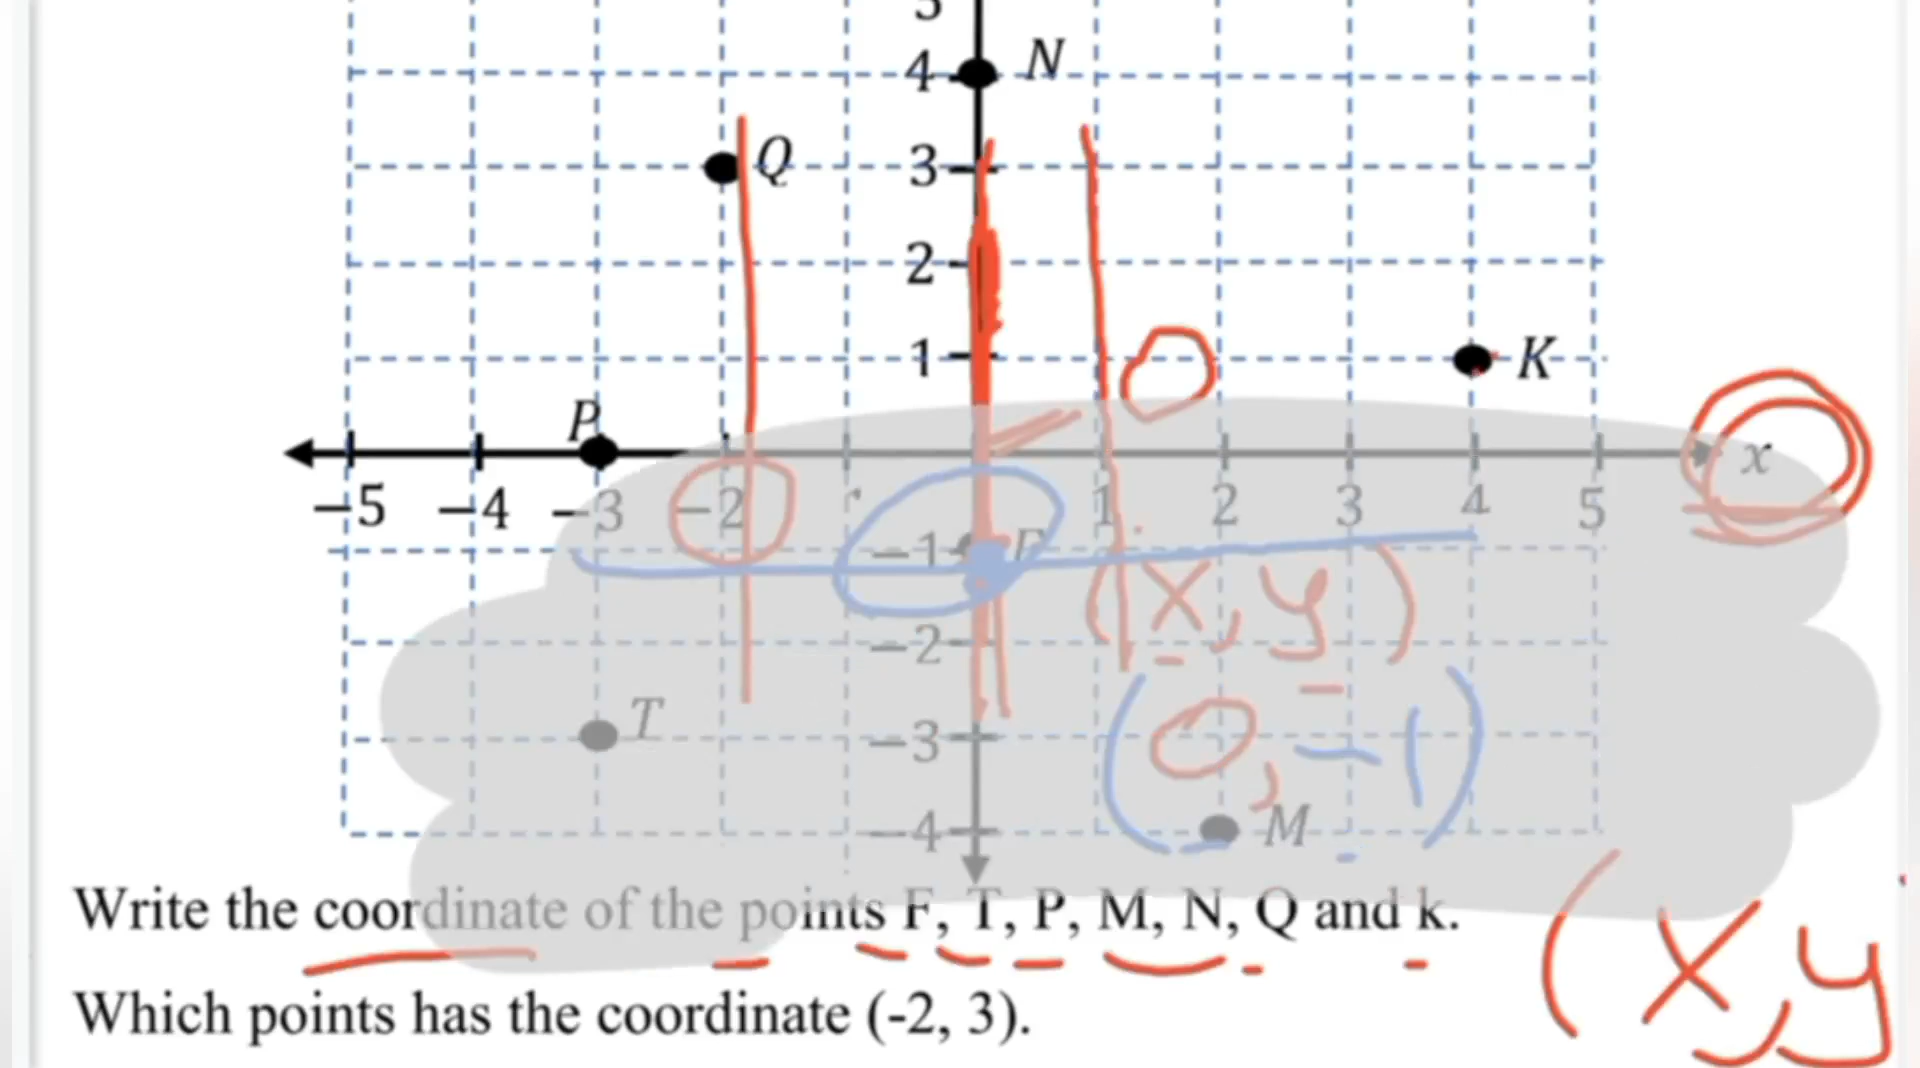 5
4 N
Q 3
2
1 K
P x
−5 −4 −3 −2 1 2 3 4 5
−1 F
(x, y)
−2
T −3 (0, −1)
−4 M
Write the coordinate of the points F, T, P, M, N, Q and k.
(x, y
Which points has the coordinate (-2, 3).